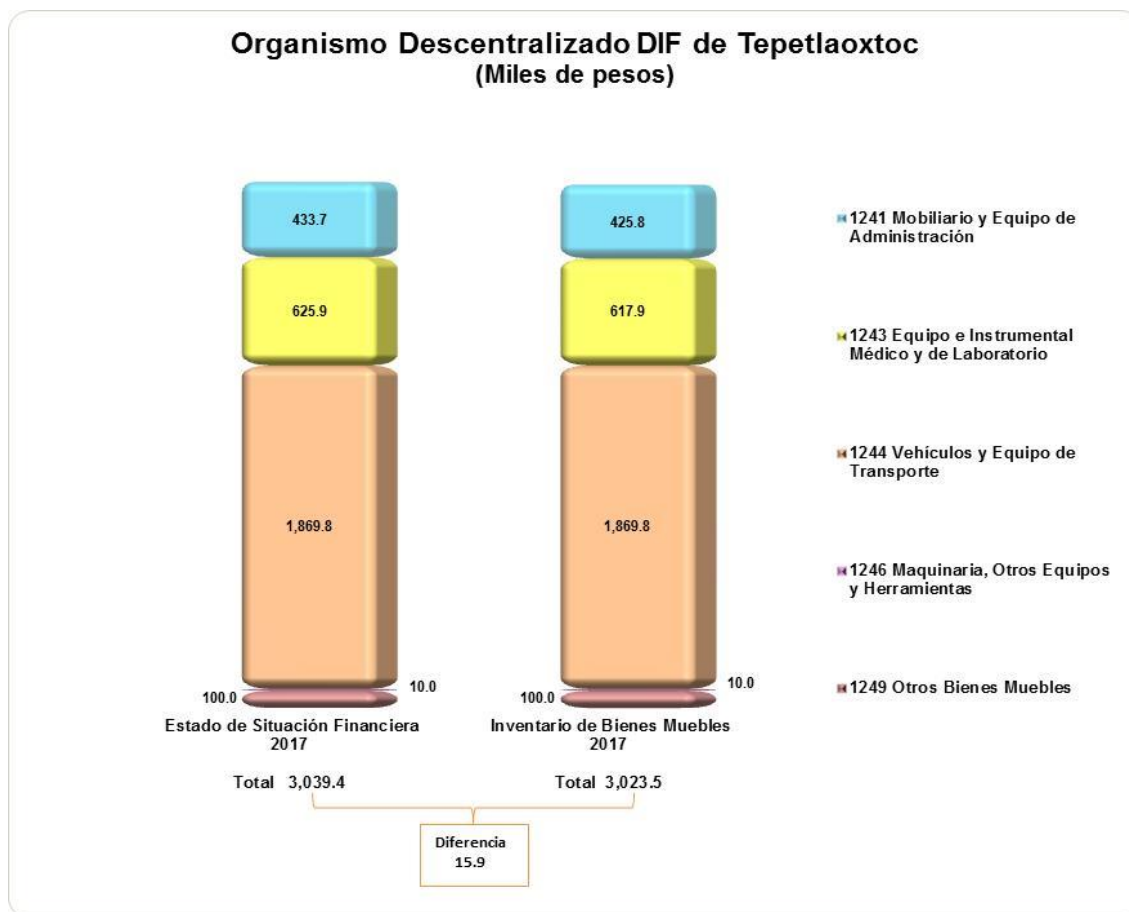 Organismo Descentralizado DIF de Tepetlaoxtoc
(Miles de pesos)
433.7
625.9
1,869.8
100.0
10.0
Estado de Situación Financiera
2017
Total 3,039.4
425.8
617.9
1,869.8
100.0
10.0
Inventario de Bienes Muebles
2017
Total 3,023.5
Diferencia
15.9
1241 Mobiliario y Equipo de
Administración
1243 Equipo e Instrumental
Médico y de Laboratorio
1244 Vehículos y Equipo de
Transporte
1246 Maquinaria, Otros Equipos
y Herramientas
1249 Otros Bienes Muebles